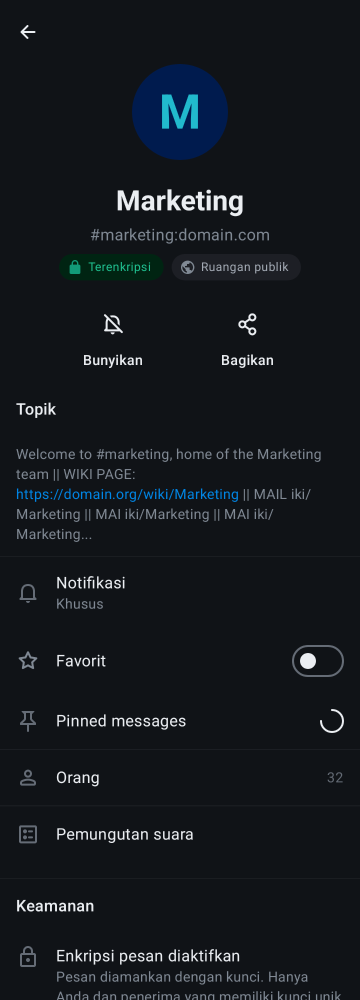 M
Marketing
#marketing:domain.com
Terenkripsi
Ruangan publik
Bunyikan
Bagikan
Topik
Welcome to #marketing, home of the Marketing
team || WIKI PAGE:
https://domain.org/wiki/Marketing || MAIL iki/
Marketing || MAI iki/Marketing || MAI iki/
Marketing...
Notifikasi
Khusus
Favorit
Pinned messages
Orang
32
Pemungutan suara
Keamanan
Enkripsi pesan diaktifkan
Pesan diamankan dengan kunci. Hanya
Anda dan penerima yang memiliki kunci unik